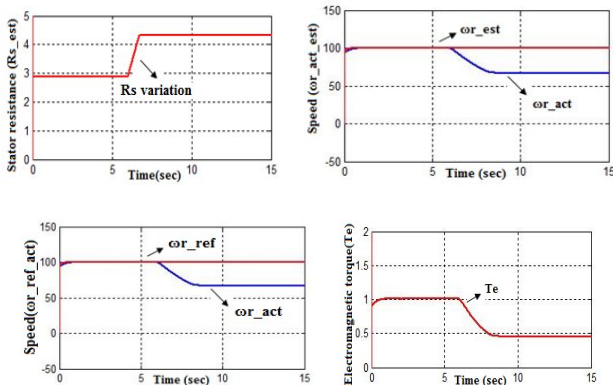 Stator resistance (Rs_est)
5
4
3
2
1
0
0
5
10
15
Time(sec)
Rs variation
Speed (ωr_act_est)
150
100
50
0
-50
0
5
10
15
Time (sec)
ωr_est
ωr_act
Speed(ωr_ref_act)
150
100
50
0
-50
0
5
10
15
Time (sec)
ωr_ref
ωr_act
Electromagnetic torque(Te)
2
1.5
1
0.5
0
0
5
10
15
Time (sec)
Te